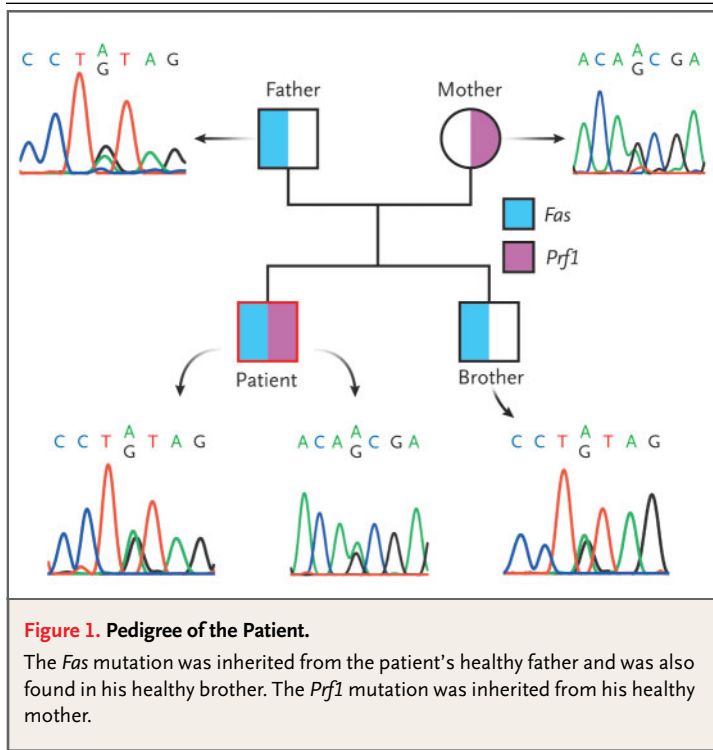 C C T A/G T A G
A C A A/G C G A
Father
Mother
Fas
Prf1
Patient
Brother
C C T A/G T A G
A C A A/G C G A
C C T A/G T A G
Figure 1. Pedigree of the Patient.
The Fas mutation was inherited from the patient's healthy father and was also
found in his healthy brother. The Prf1 mutation was inherited from his healthy
mother.